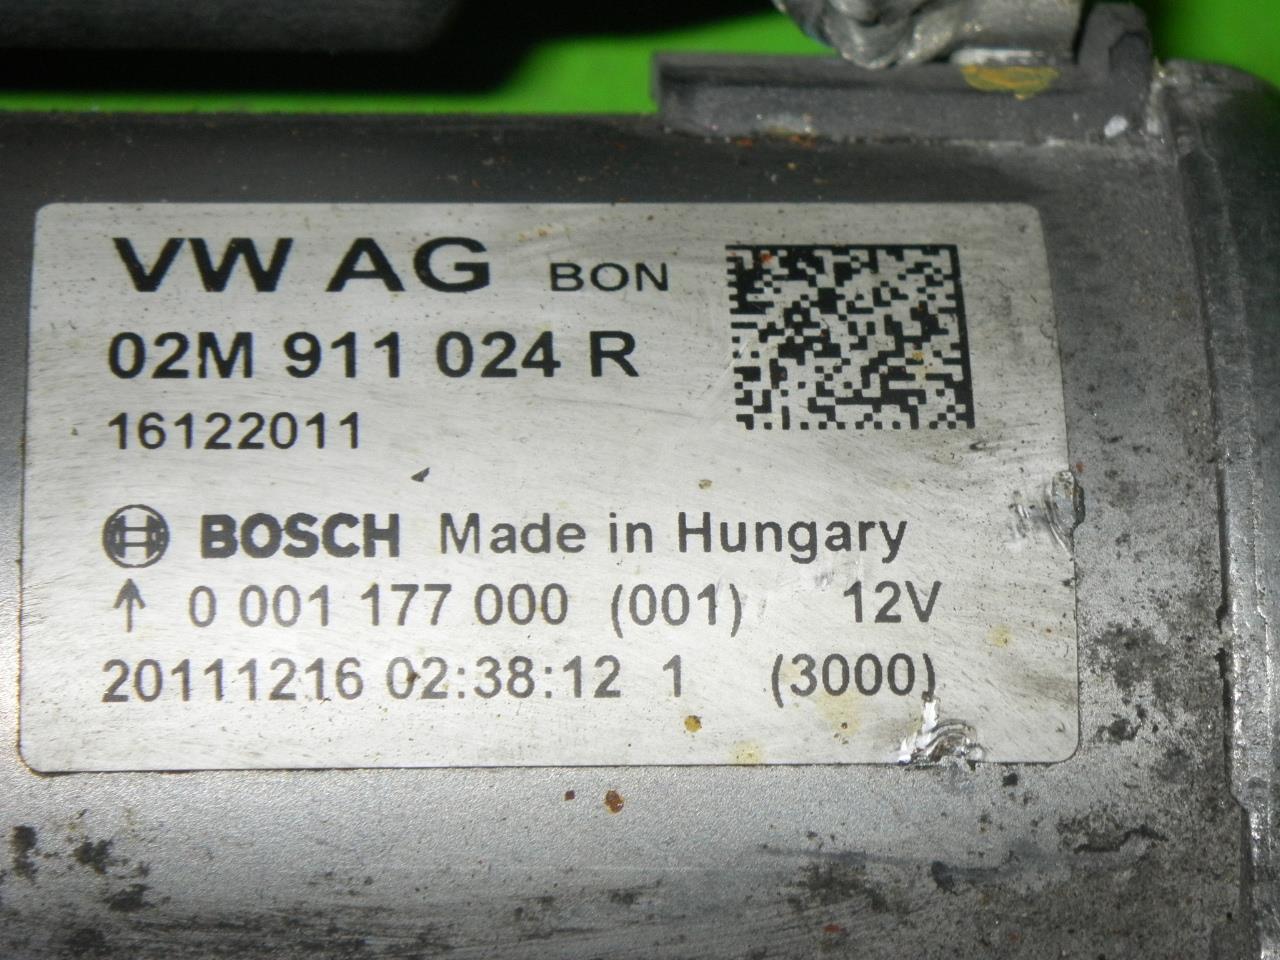 VW AG BON
02M 911 024 R
16122011
BOSCH Made in Hungary
↑ 0 001 177 000 (001) 12V
20111216 02:38:12 1 (3000)